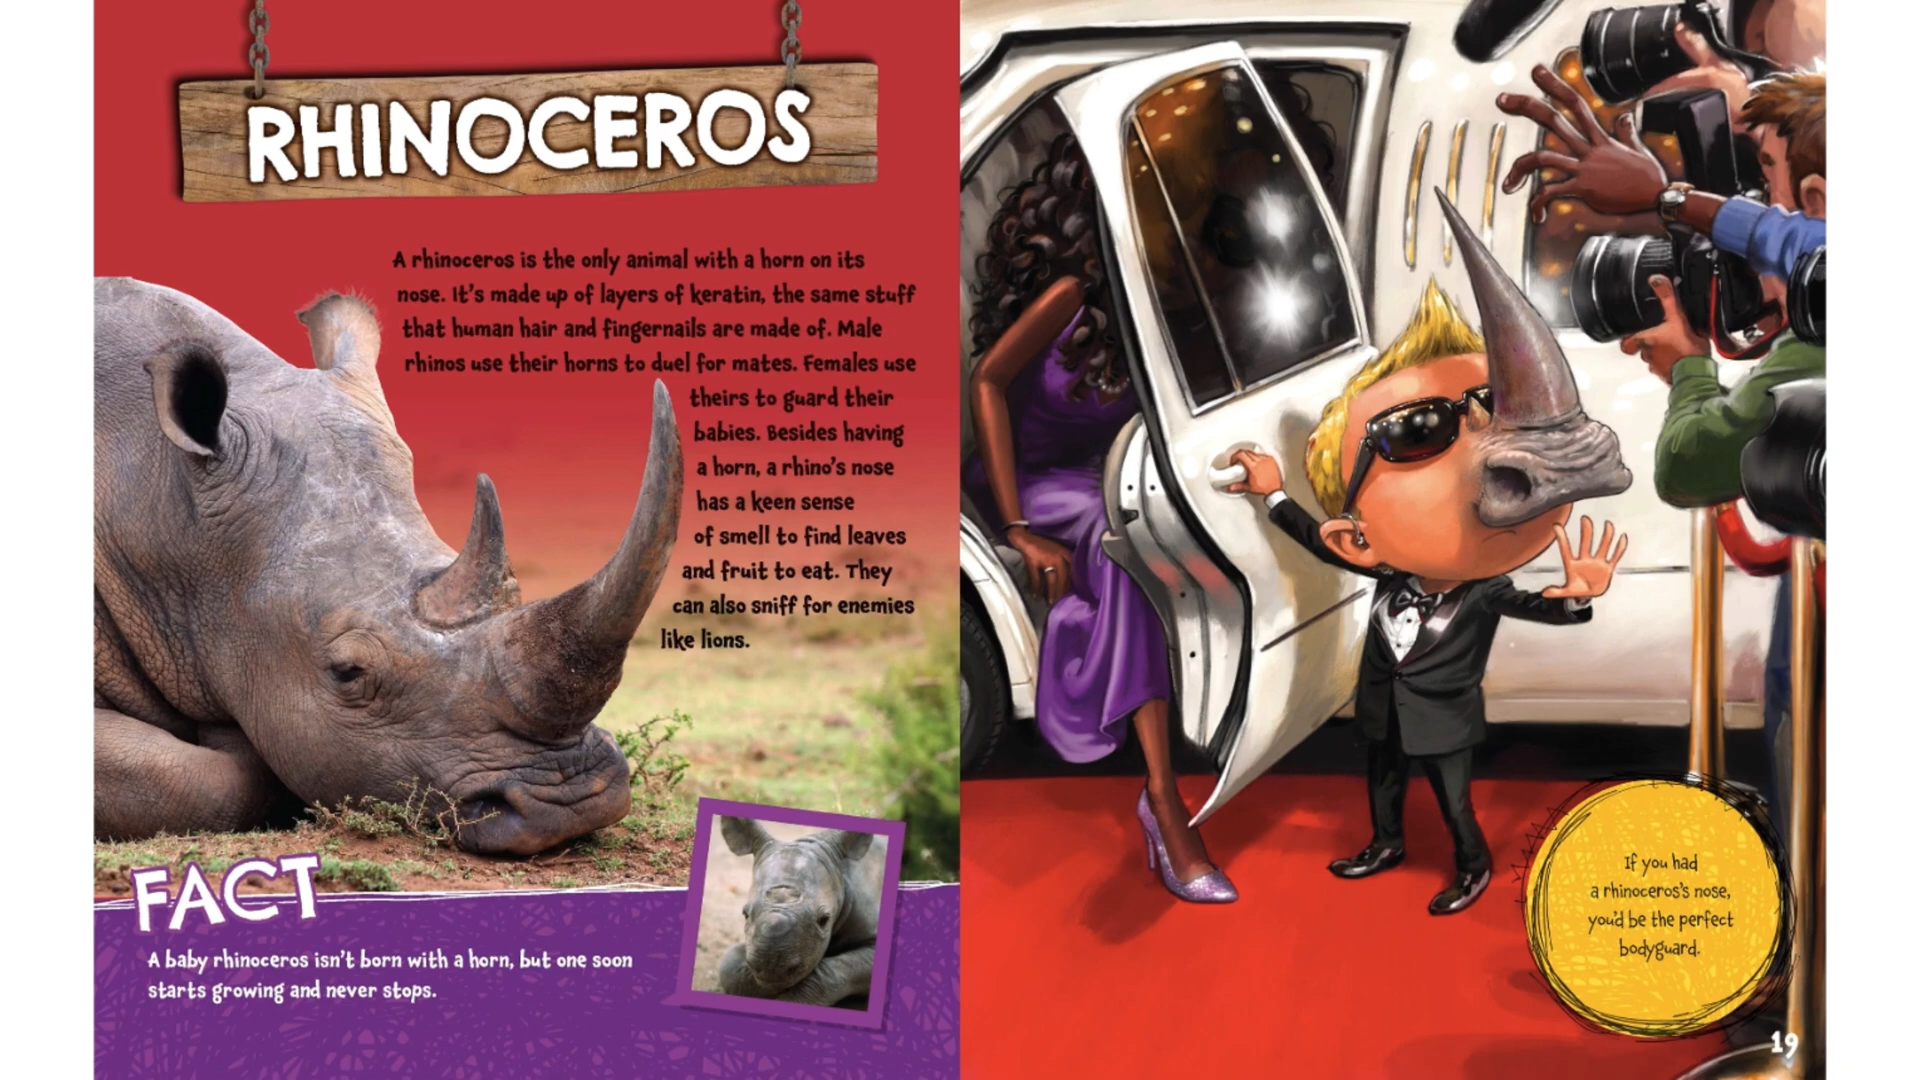 RHINOCEROS
A rhinoceros is the only animal with a horn on its
nose. It's made up of layers of keratin, the same stuff
that human hair and fingernails are made of. Male
rhinos use their horns to duel for mates. Females use
theirs to guard their
babies. Besides having
a horn, a rhino's nose
has a keen sense
of smell to find leaves
and fruit to eat. They
can also sniff for enemies
like lions.
FACT
A baby rhinoceros isn't born with a horn, but one soon
starts growing and never stops.
If you had
a rhinoceros's nose,
you'd be the perfect
bodyguard.
19